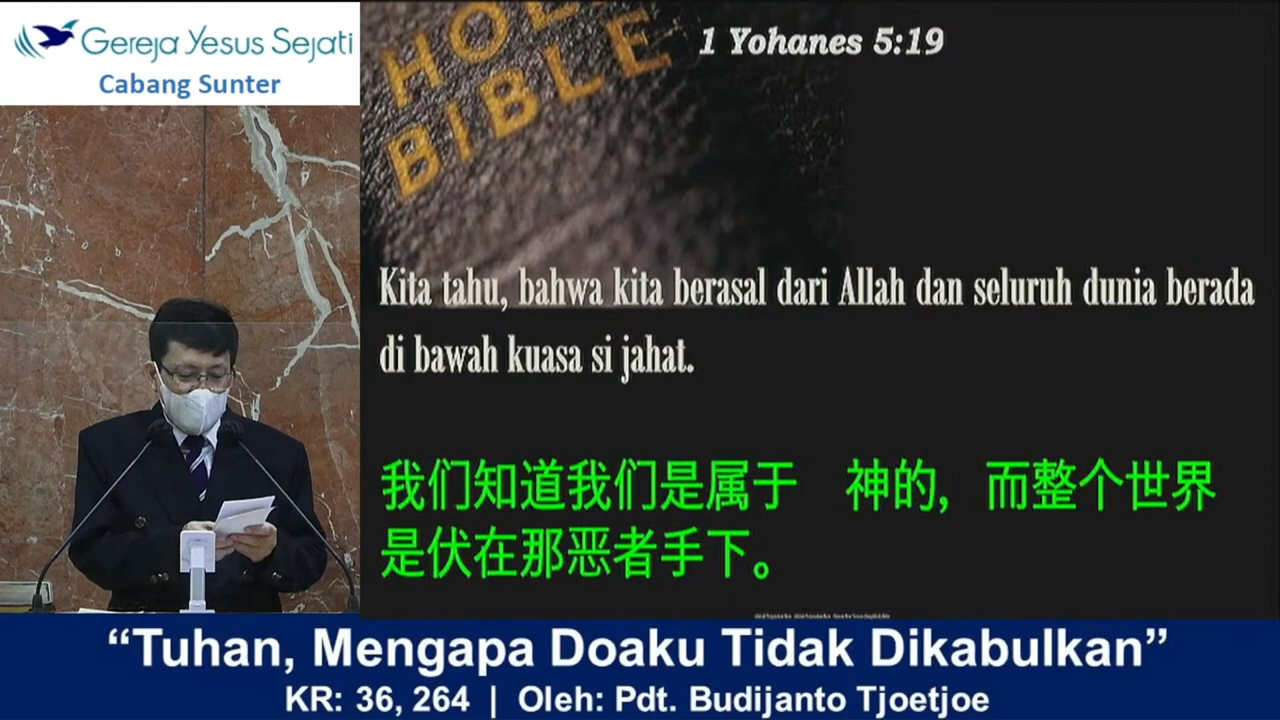 Gereja Yesus Sejati
Cabang Sunter
HOLY
BIBLE
1 Yohanes 5:19
Kita tahu, bahwa kita berasal dari Allah dan seluruh dunia berada
di bawah kuasa si jahat.
我们知道我们是属于　神的，而整个世界
是伏在那恶者手下。
“Tuhan, Mengapa Doaku Tidak Dikabulkan”
KR: 36, 264 | Oleh: Pdt. Budijanto Tjoetjoe